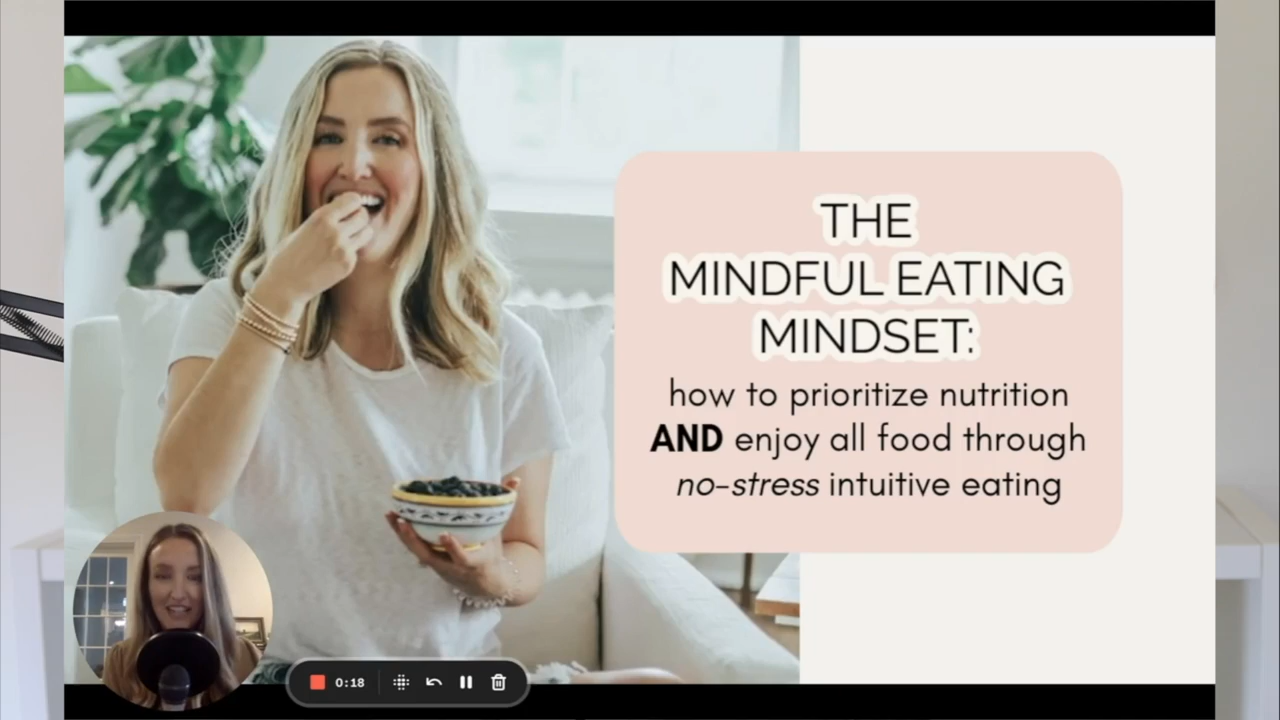 THE
MINDFUL EATING
MINDSET:
how to prioritize nutrition
AND enjoy all food through
no-stress intuitive eating
0:18